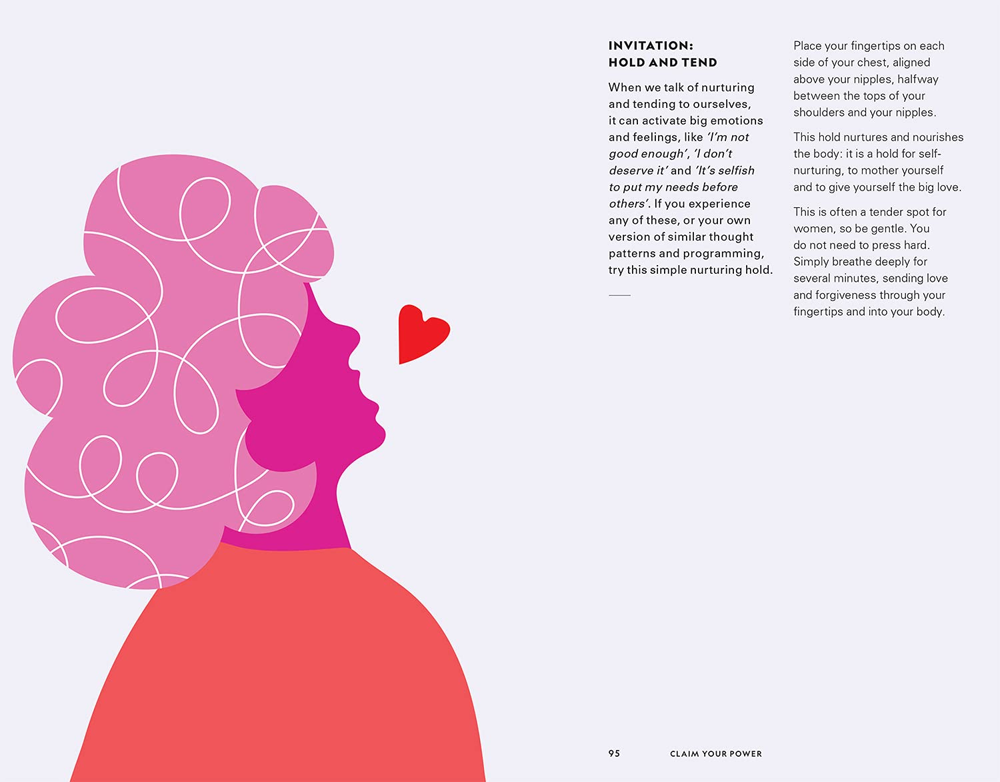 INVITATION:
HOLD AND TEND
When we talk of nurturing
and tending to ourselves,
it can activate big emotions
and feelings, like ‘I’m not
good enough’, ‘I don’t
deserve it’ and ‘It’s selfish
to put my needs before
others’. If you experience
any of these, or your own
version of similar thought
patterns and programming,
try this simple nurturing hold.
Place your fingertips on each
side of your chest, aligned
above your nipples, halfway
between the tops of your
shoulders and your nipples.
This hold nurtures and nourishes
the body: it is a hold for self-
nurturing, to mother yourself
and to give yourself the big love.
This is often a tender spot for
women, so be gentle. You
do not need to press hard.
Simply breathe deeply for
several minutes, sending love
and forgiveness through your
fingertips and into your body.
95 CLAIM YOUR POWER